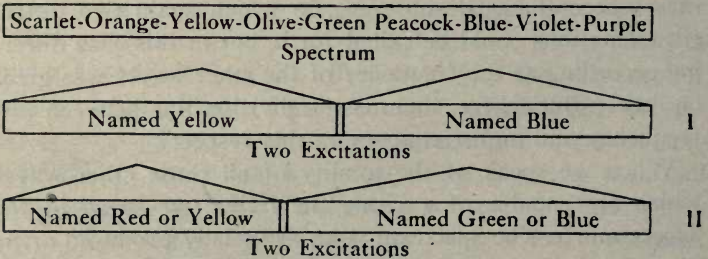 Scarlet-Orange-Yellow-Olive-Green Peacock-Blue-Violet-Purple
Spectrum
Named Yellow Named Blue I
Two Excitations
Named Red or Yellow Named Green or Blue II
Two Excitations